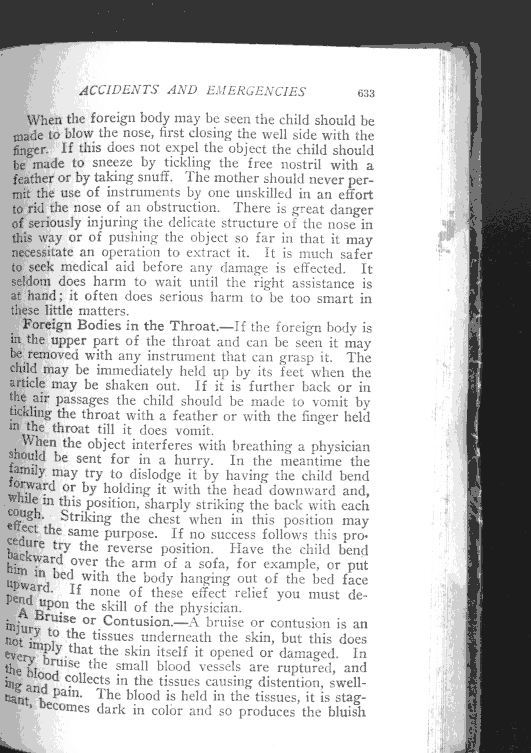 ACCIDENTS AND EMERGENCIES 633
When the foreign body may be seen the child should be
made to blow the nose, first closing the well side with the
finger. If this does not expel the object the child should
be made to sneeze by tickling the free nostril with a
feather or by taking snuff. The mother should never per-
mit the use of instruments by one unskilled in an effort
to rid the nose of an obstruction. There is great danger
of seriously injuring the delicate structure of the nose in
this way or of pushing the object so far in that it may
necessitate an operation to extract it. It is much safer
to seek medical aid before any damage is effected. It
seldom does harm to wait until the right assistance is
at hand; it often does serious harm to be too smart in
these little matters.
Foreign Bodies in the Throat.—If the foreign body is
in the upper part of the throat and can be seen it may
be removed with any instrument that can grasp it. The
child may be immediately held up by its feet when the
article may be shaken out. If it is further back or in
the air passages the child should be made to vomit by
tickling the throat with a feather or with the finger held
in the throat till it does vomit.
When the object interferes with breathing a physician
should be sent for in a hurry. In the meantime the
family may try to dislodge it by having the child bend
forward or by holding it with the head downward and,
while in this position, sharply striking the back with each
cough. Striking the chest when in this position may
effect the same purpose. If no success follows this pro-
cedure try the reverse position. Have the child bend
backward over the arm of a sofa, for example, or put
him in bed with the body hanging out of the bed face
upward. If none of these effect relief you must de-
pend upon the skill of the physician.
A Bruise or Contusion.—A bruise or contusion is an
injury to the tissues underneath the skin, but this does
not imply that the skin itself it opened or damaged. In
every bruise the small blood vessels are ruptured, and
the blood collects in the tissues causing distention, swell-
ing and pain. The blood is held in the tissues, it is stag-
nant, becomes dark in color and so produces the bluish